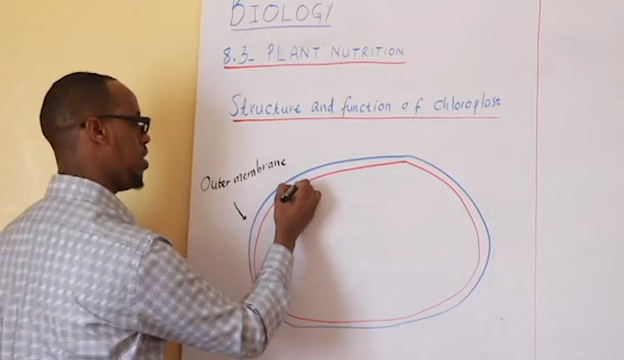 BIOLOGY
8.3- PLANT NUTRITION
Structure and function of chloroplast
Outer membrane